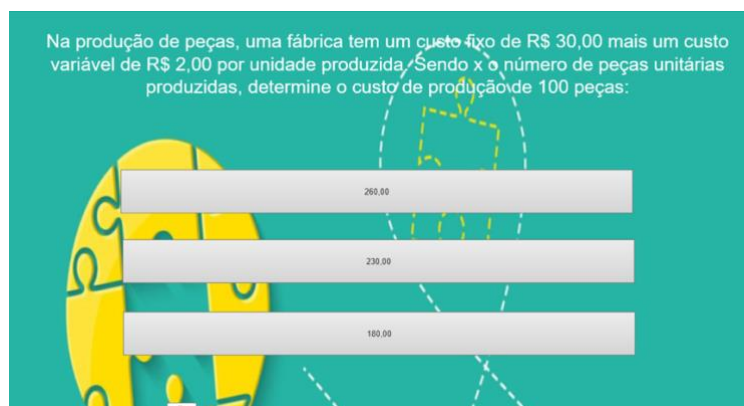 Na produção de peças, uma fábrica tem um custo fixo de R$ 30,00 mais um custo
variável de R$ 2,00 por unidade produzida. Sendo x o número de peças unitárias
produzidas, determine o custo de produção de 100 peças:
260,00
230,00
180,00